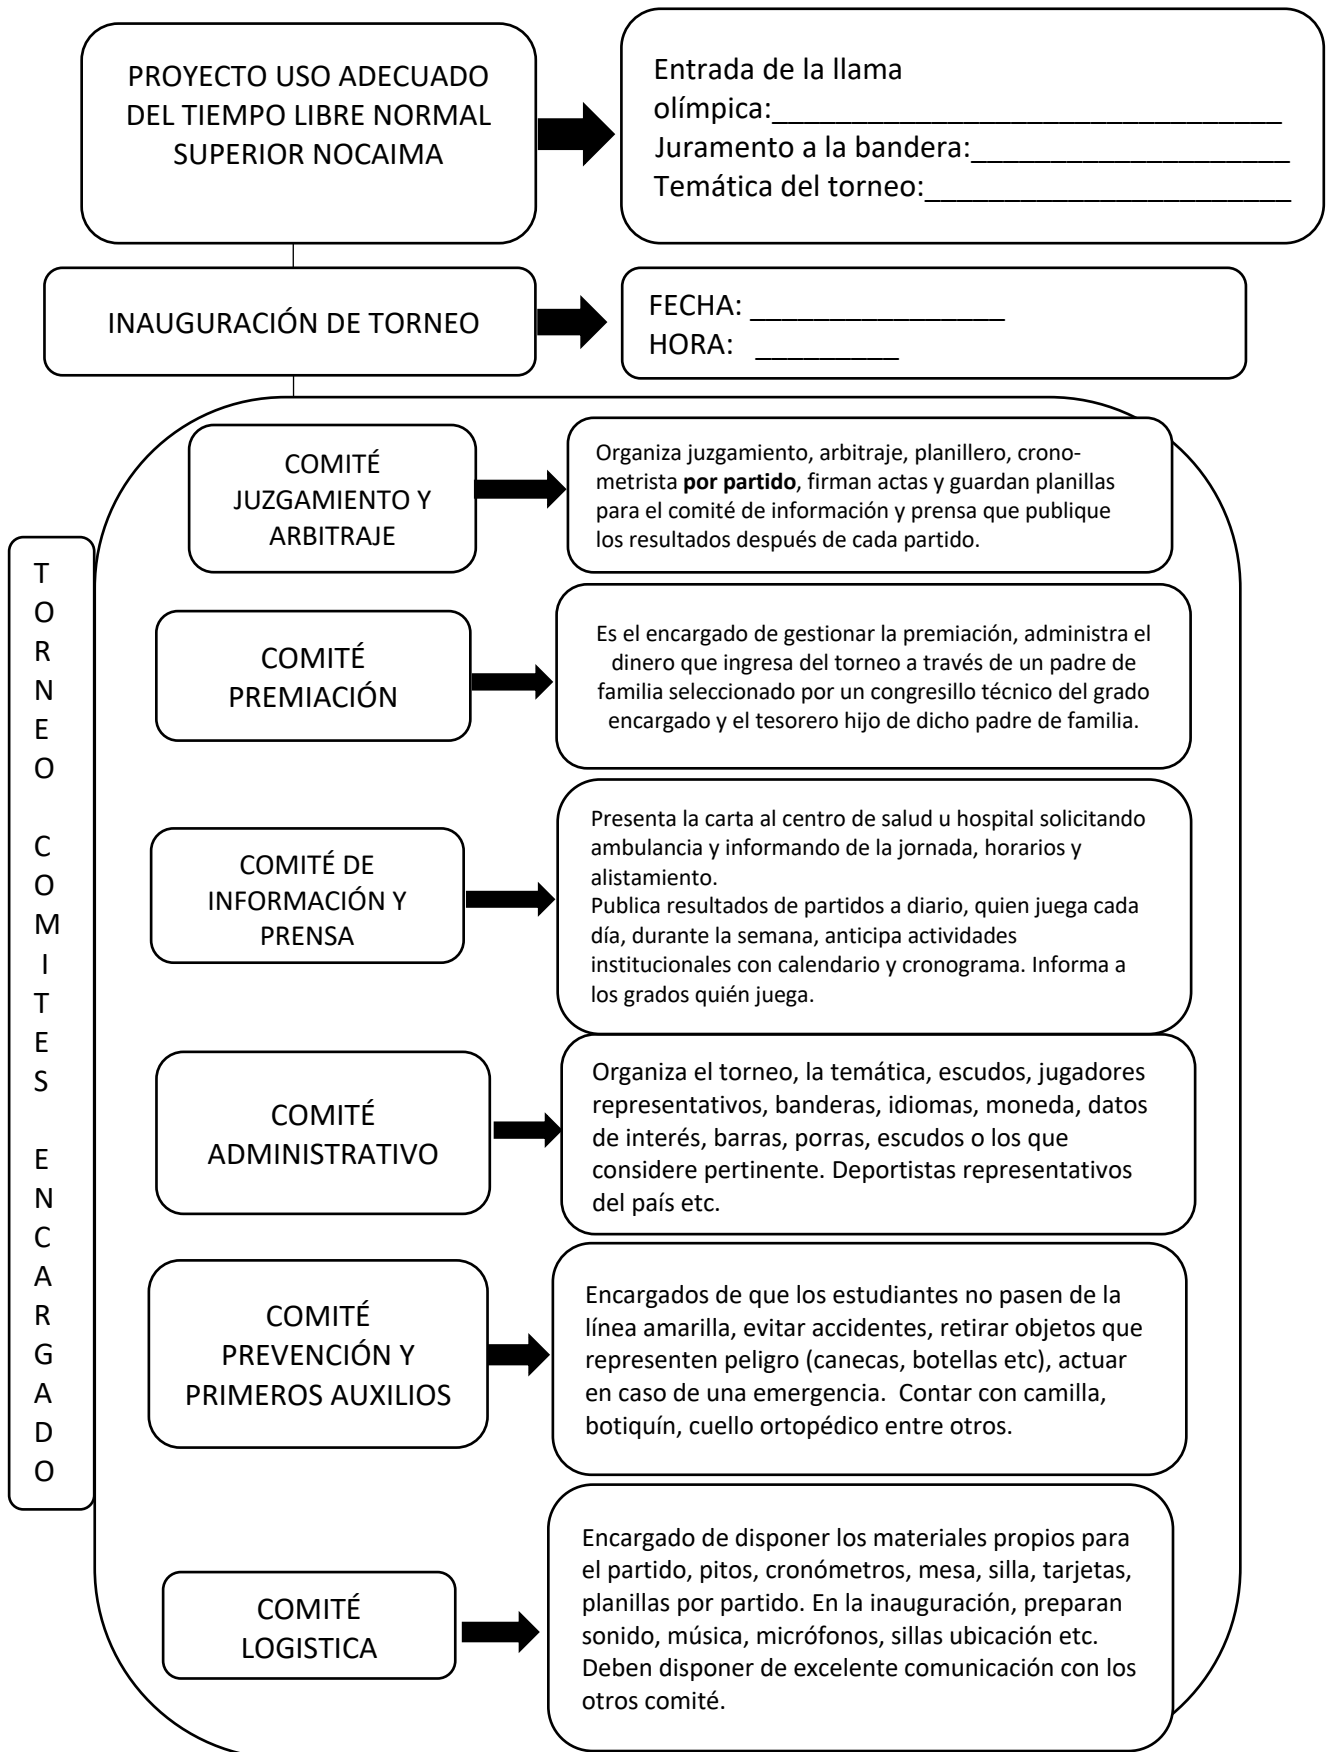 PROYECTO USO ADECUADO
DEL TIEMPO LIBRE NORMAL
SUPERIOR NOCAIMA
Entrada de la llama
olímpica:________________________________
Juramento a la bandera:____________________
Temática del torneo:_______________________
INAUGURACIÓN DE TORNEO
FECHA: ________________
HORA: _________
TORNEO COMITES ENCARGADO
COMITÉ
JUZGAMIENTO Y
ARBITRAJE
Organiza juzgamiento, arbitraje, planillero, crono-
metrista por partido, firman actas y guardan planillas
para el comité de información y prensa que publique
los resultados después de cada partido.
COMITÉ
PREMIACIÓN
Es el encargado de gestionar la premiación, administra el
dinero que ingresa del torneo a través de un padre de
familia seleccionado por un congresillo técnico del grado
encargado y el tesorero hijo de dicho padre de familia.
COMITÉ DE
INFORMACIÓN Y
PRENSA
Presenta la carta al centro de salud u hospital solicitando
ambulancia y informando de la jornada, horarios y
alistamiento.
Publica resultados de partidos a diario, quien juega cada
día, durante la semana, anticipa actividades
institucionales con calendario y cronograma. Informa a
los grados quién juega.
COMITÉ
ADMINISTRATIVO
Organiza el torneo, la temática, escudos, jugadores
representativos, banderas, idiomas, moneda, datos
de interés, barras, porras, escudos o los que
considere pertinente. Deportistas representativos
del país etc.
COMITÉ
PREVENCIÓN Y
PRIMEROS AUXILIOS
Encargados de que los estudiantes no pasen de la
línea amarilla, evitar accidentes, retirar objetos que
representen peligro (canecas, botellas etc), actuar
en caso de una emergencia. Contar con camilla,
botiquín, cuello ortopédico entre otros.
COMITÉ
LOGISTICA
Encargado de disponer los materiales propios para
el partido, pitos, cronómetros, mesa, silla, tarjetas,
planillas por partido. En la inauguración, preparan
sonido, música, micrófonos, sillas ubicación etc.
Deben disponer de excelente comunicación con los
otros comité.